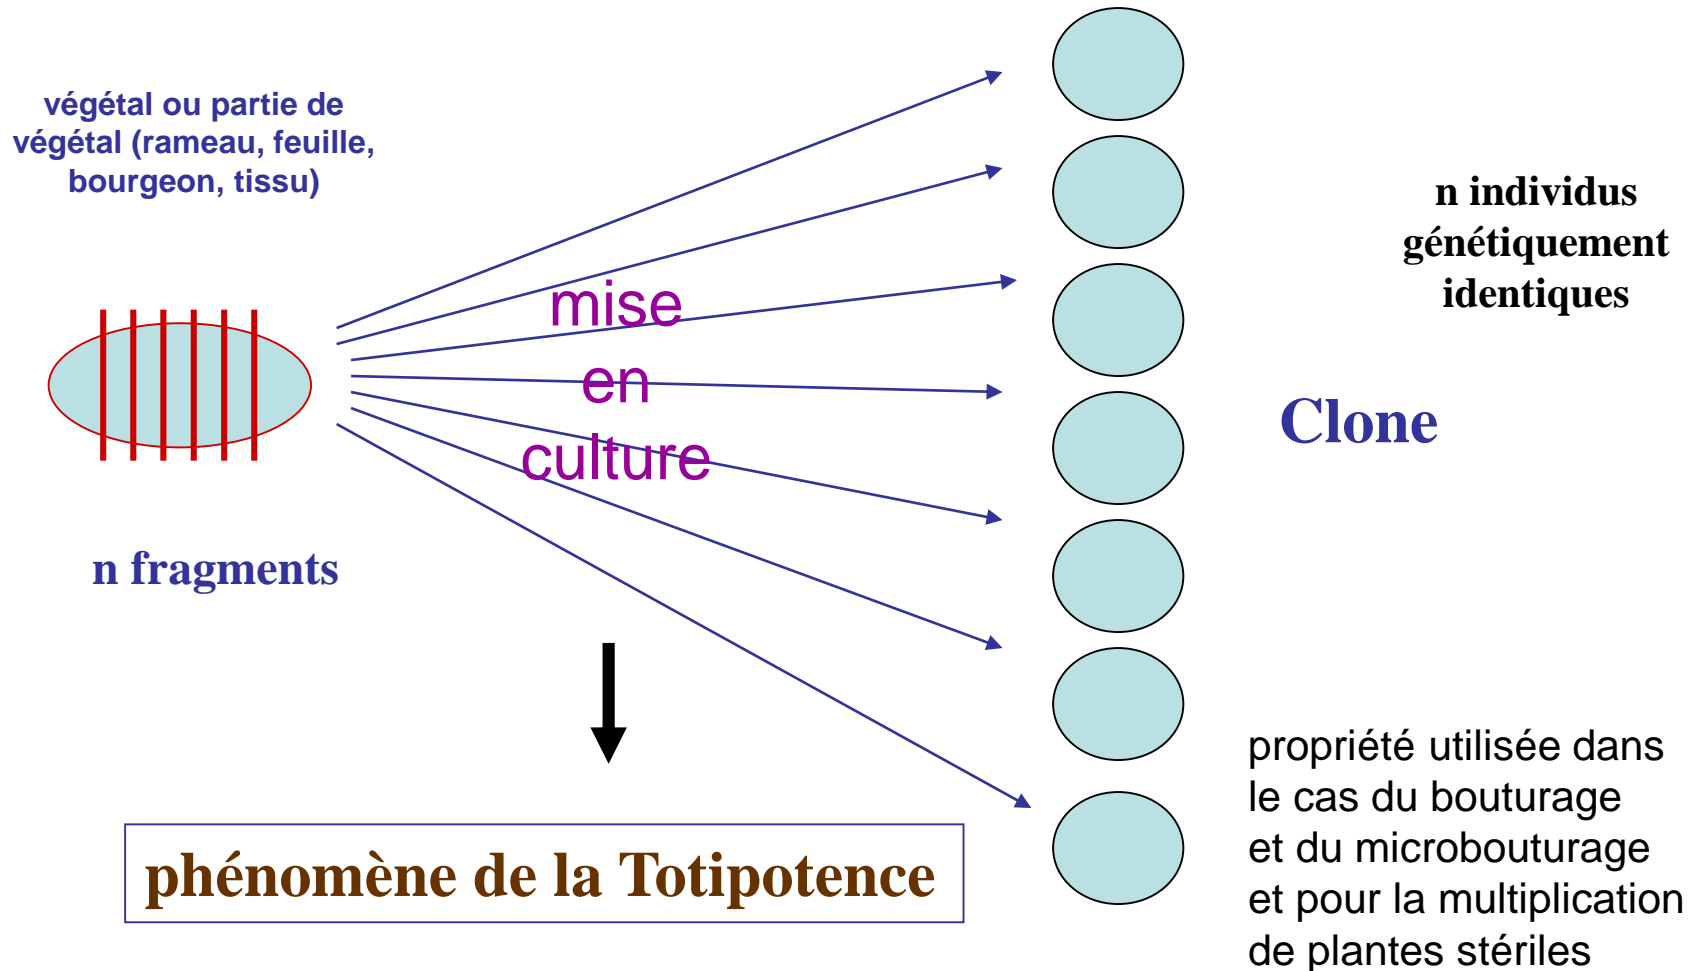 végétal ou partie de
végétal (rameau, feuille,
bourgeon, tissu)
n fragments
mise
en
culture
n individus
génétiquement
identiques
Clone
phénomène de la Totipotence
propriété utilisée dans
le cas du bouturage
et du microbouturage
et pour la multiplication
de plantes stériles